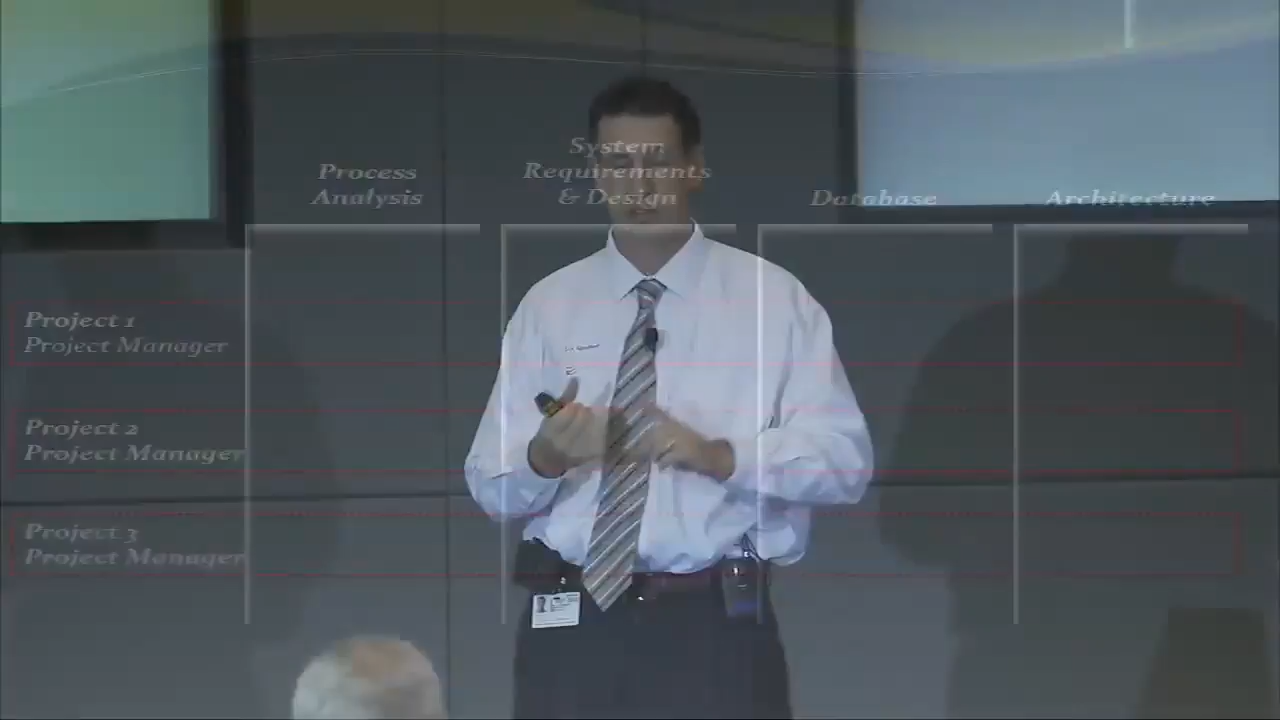 Process
Analysis
System
Requirements
& Design
Database
Architecture
Project 1
Project Manager
Project 2
Project Manager
Project 3
Project Manager